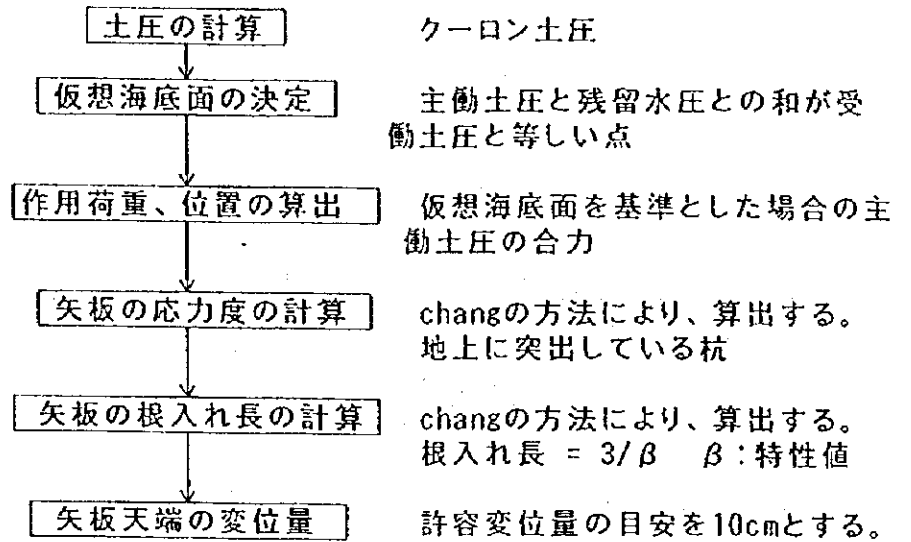 土圧の計算
クーロン土圧
仮想海底面の決定
主働土圧と残留水圧との和が受
働土圧と等しい点
作用荷重、位置の算出
仮想海底面を基準とした場合の主
働土圧の合力
矢板の応力度の計算
changの方法により、算出する。
地上に突出している杭
矢板の根入れ長の計算
changの方法により、算出する。
根入れ長 = 3/β β:特性値
矢板天端の変位量
許容変位量の目安を10cmとする。